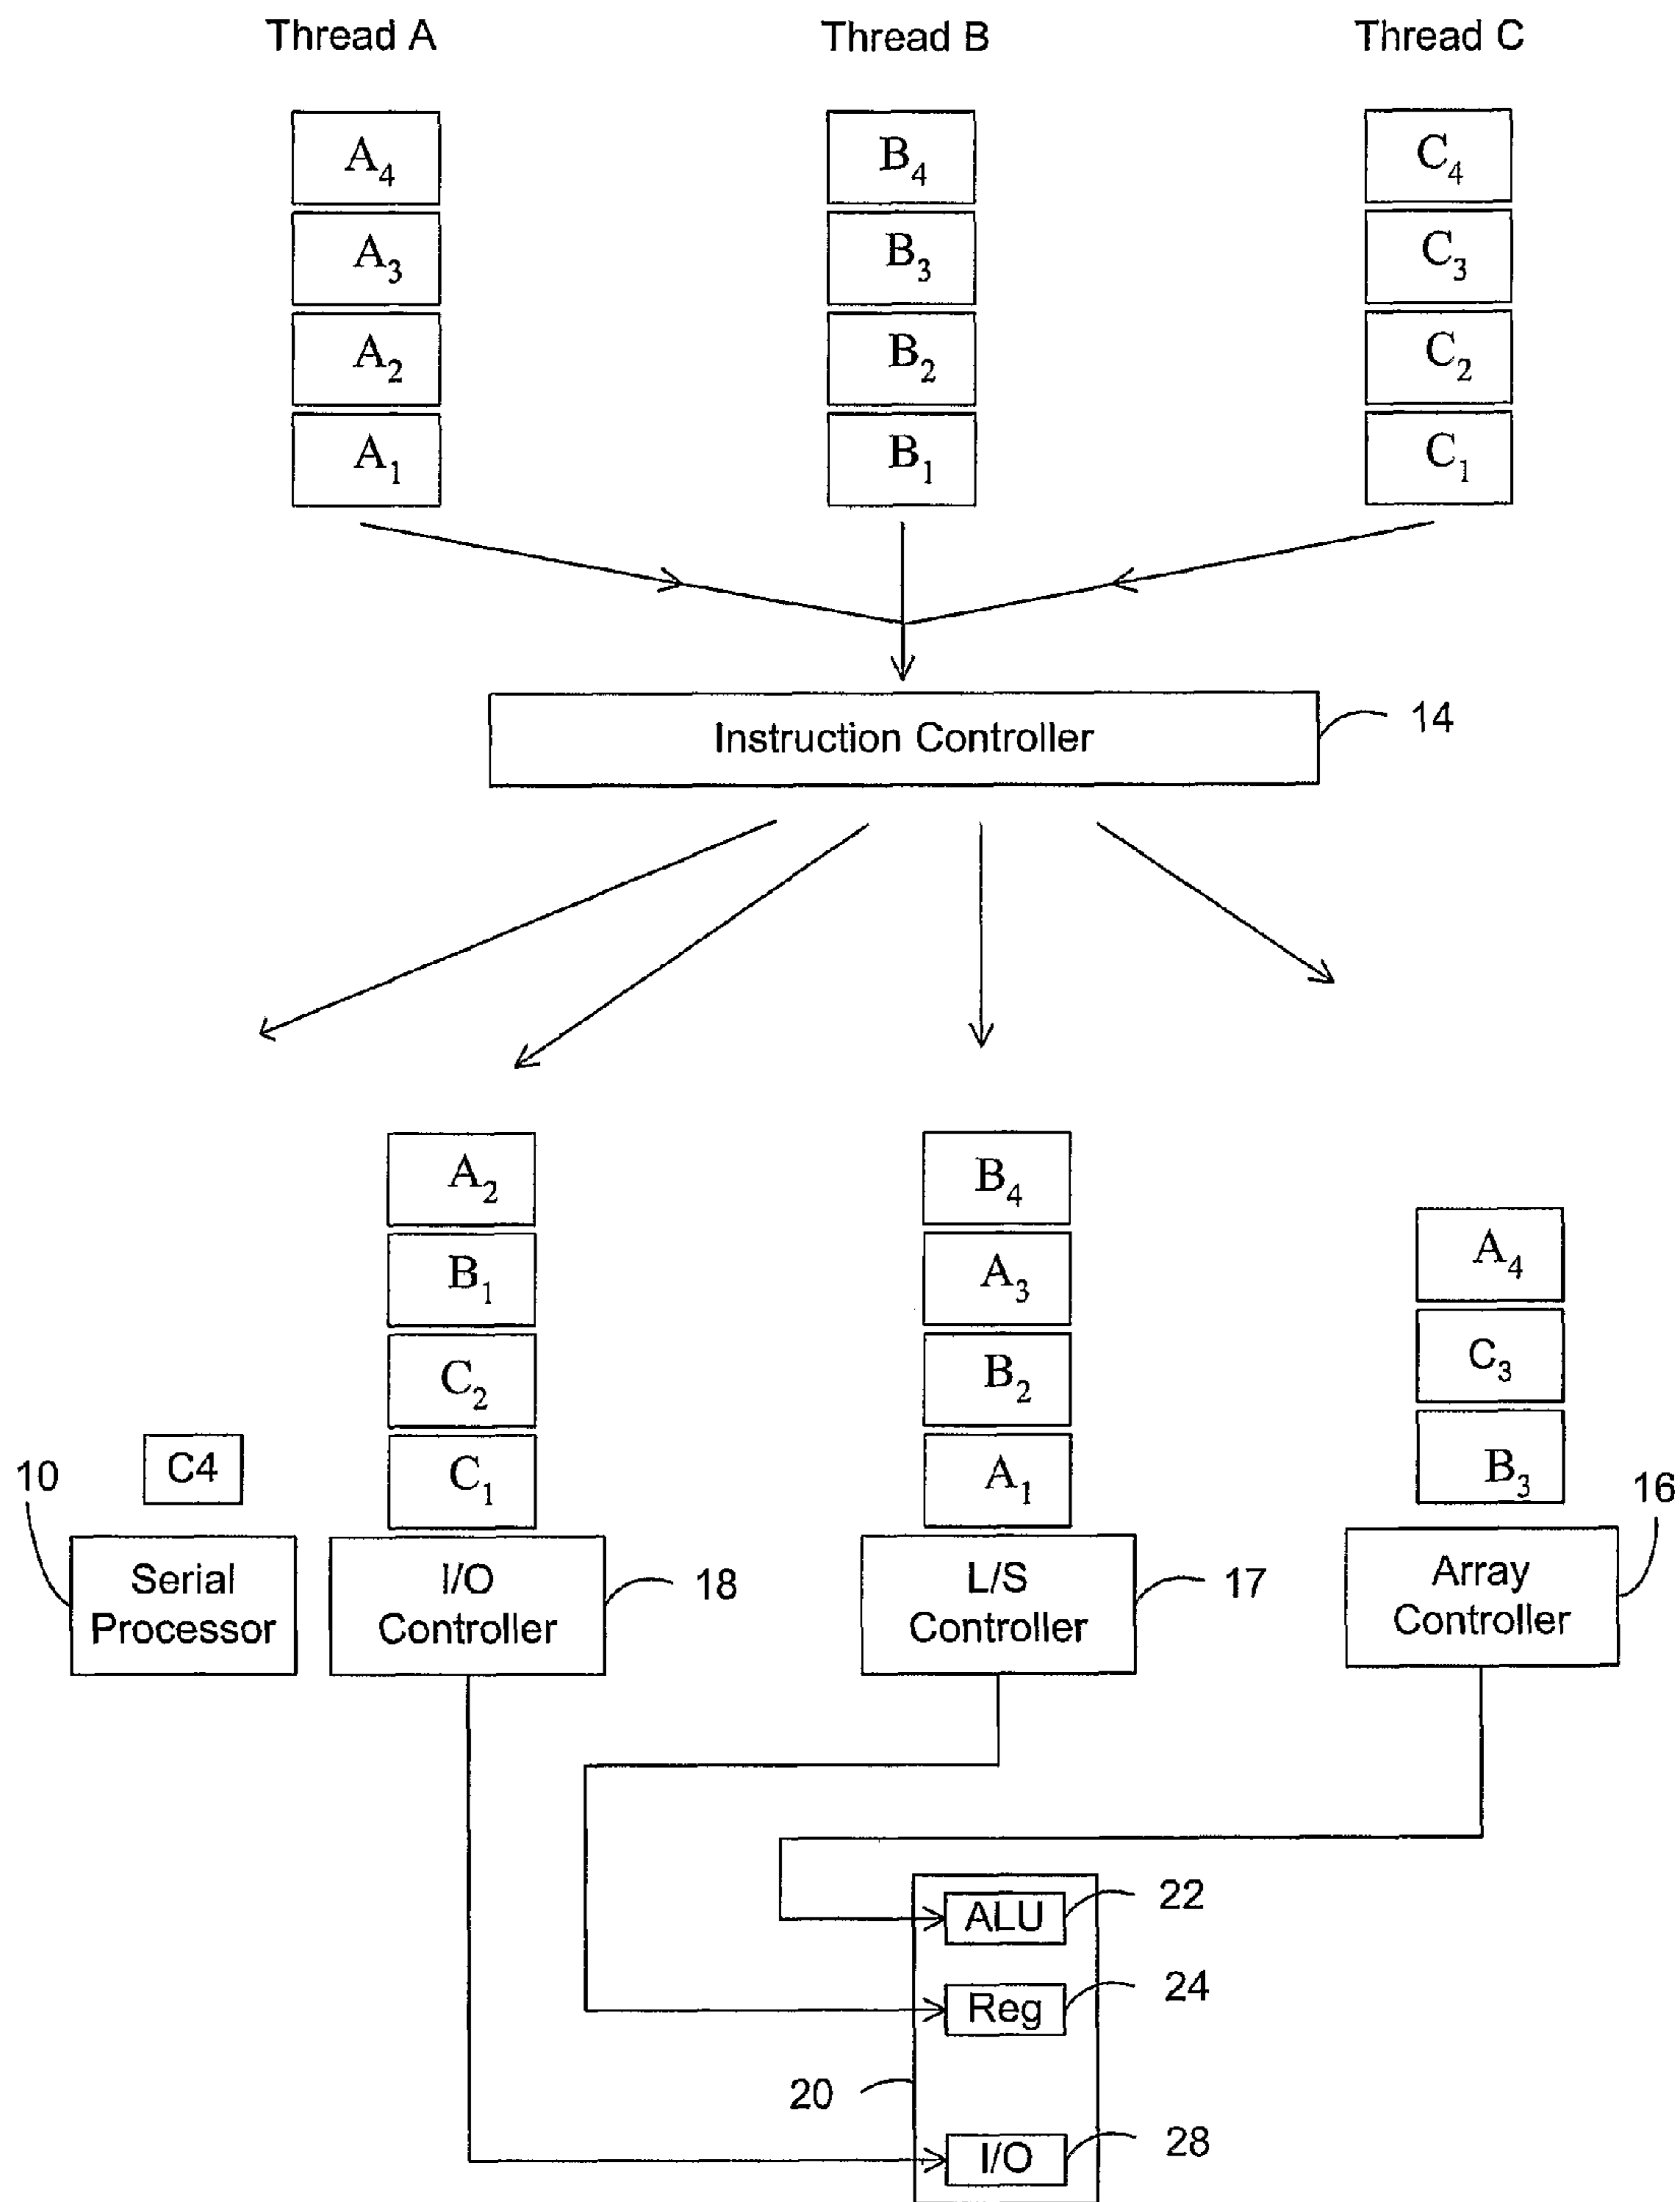 Thread A Thread B Thread C
A4 B4 C4
A3 B3 C3
A2 B2 C2
A1 B1 C1
Instruction Controller 14
A2 B4
A4
B1 A3
C3
C2 B2
B3
C4 C1 A1
10 16
Serial
Processor
I/O
Controller
18
L/S
Controller
17
Array
Controller
ALU 22
Reg 24
20
I/O 28